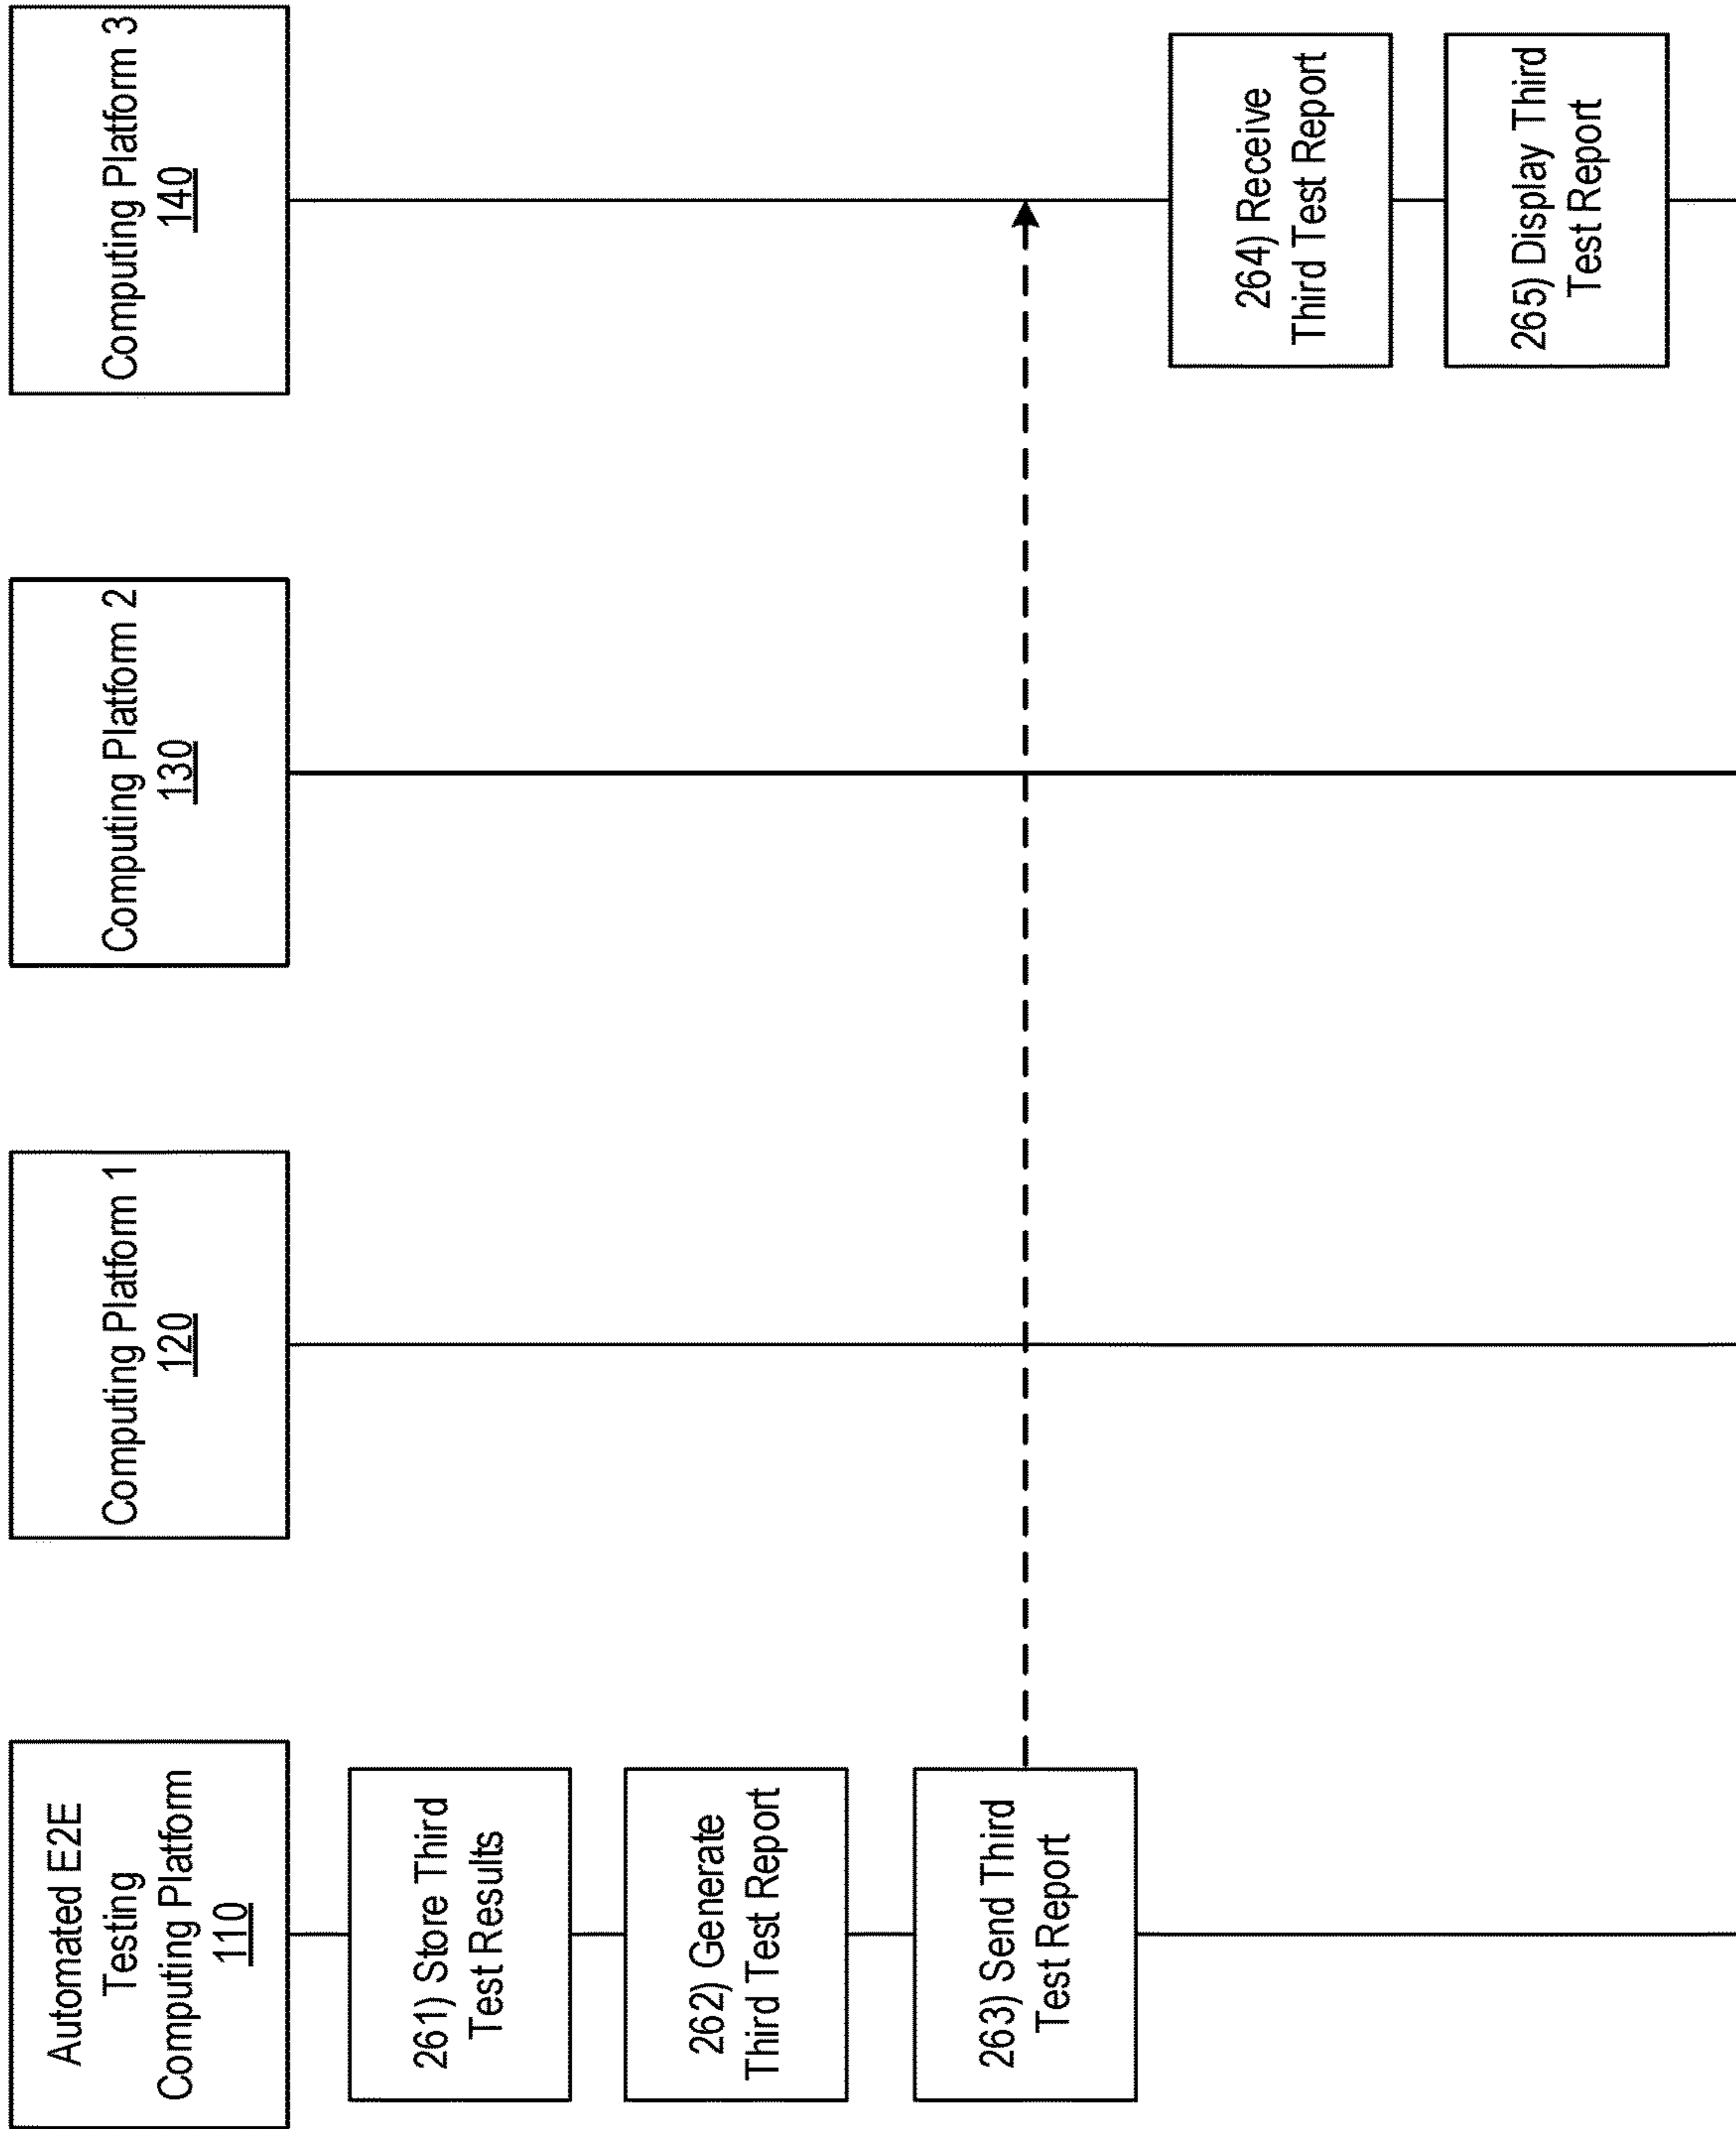 Automated E2E
Testing
Computing Platform
110
Computing Platform 1
120
Computing Platform 2
130
Computing Platform 3
140
261) Store Third
Test Results
262) Generate
Third Test Report
263) Send Third
Test Report
264) Receive
Third Test Report
265) Display Third
Test Report